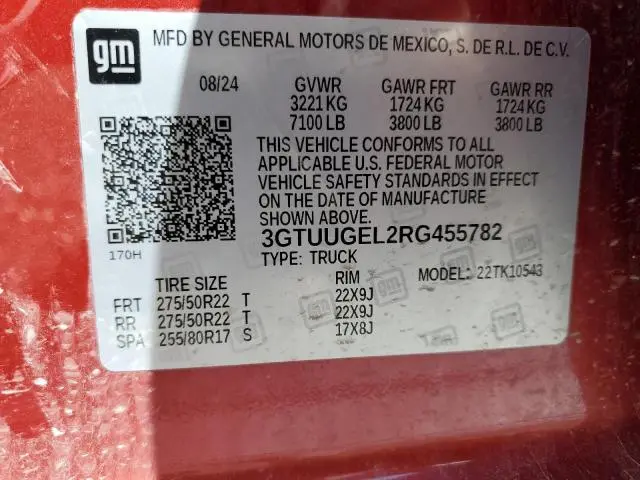 gm
MFD BY GENERAL MOTORS DE MEXICO, S. DE R.L. DE C.V.
08/24 GVWR GAWR FRT GAWR RR
3221 KG 1724 KG 1724 KG
7100 LB 3800 LB 3800 LB
THIS VEHICLE CONFORMS TO ALL
APPLICABLE U.S. FEDERAL MOTOR
VEHICLE SAFETY STANDARDS IN EFFECT
ON THE DATE OF MANUFACTURE
SHOWN ABOVE.
170H
3GTUUGEL2RG455782
TYPE: TRUCK MODEL: 22TK10543
TIRE SIZE RIM
FRT 275/50R22 T 22X9J
RR 275/50R22 T 22X9J
SPA 255/80R17 S 17X8J